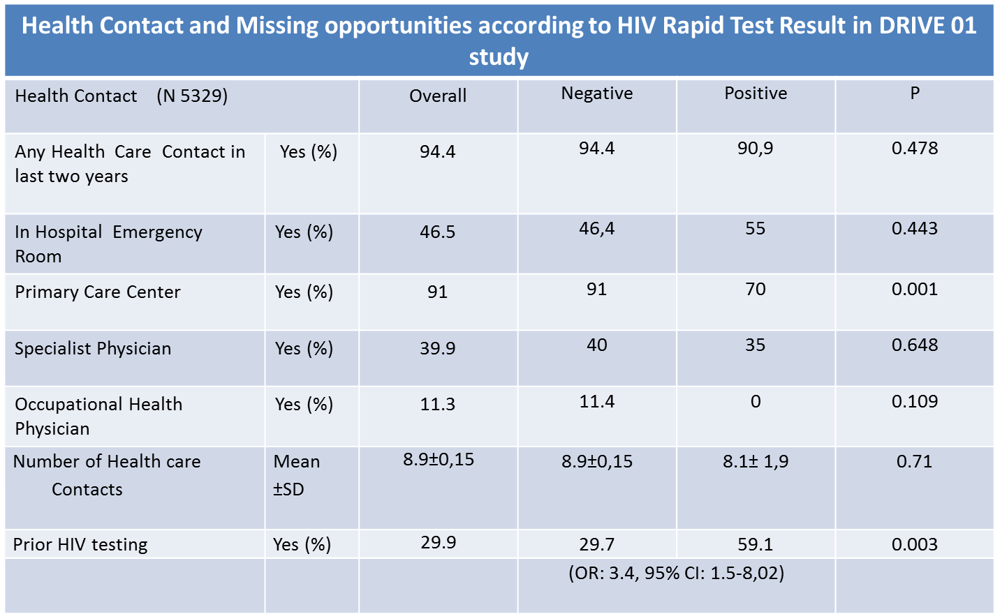 Health Contact and Missing opportunities according to HIV Rapid Test Result in DRIVE 01
study
Health Contact (N 5329) Overall Negative Positive P
Any Health Care Contact in
last two years Yes (%) 94.4 94.4 90,9 0.478
In Hospital Emergency
Room Yes (%) 46.5 46,4 55 0.443
Primary Care Center Yes (%) 91 91 70 0.001
Specialist Physician Yes (%) 39.9 40 35 0.648
Occupational Health
Physician Yes (%) 11.3 11.4 0 0.109
Number of Health care
Contacts Mean
±SD 8.9±0,15 8.9±0,15 8.1± 1,9 0.71
Prior HIV testing Yes (%) 29.9 29.7 59.1 0.003
(OR: 3.4, 95% CI: 1.5-8,02)